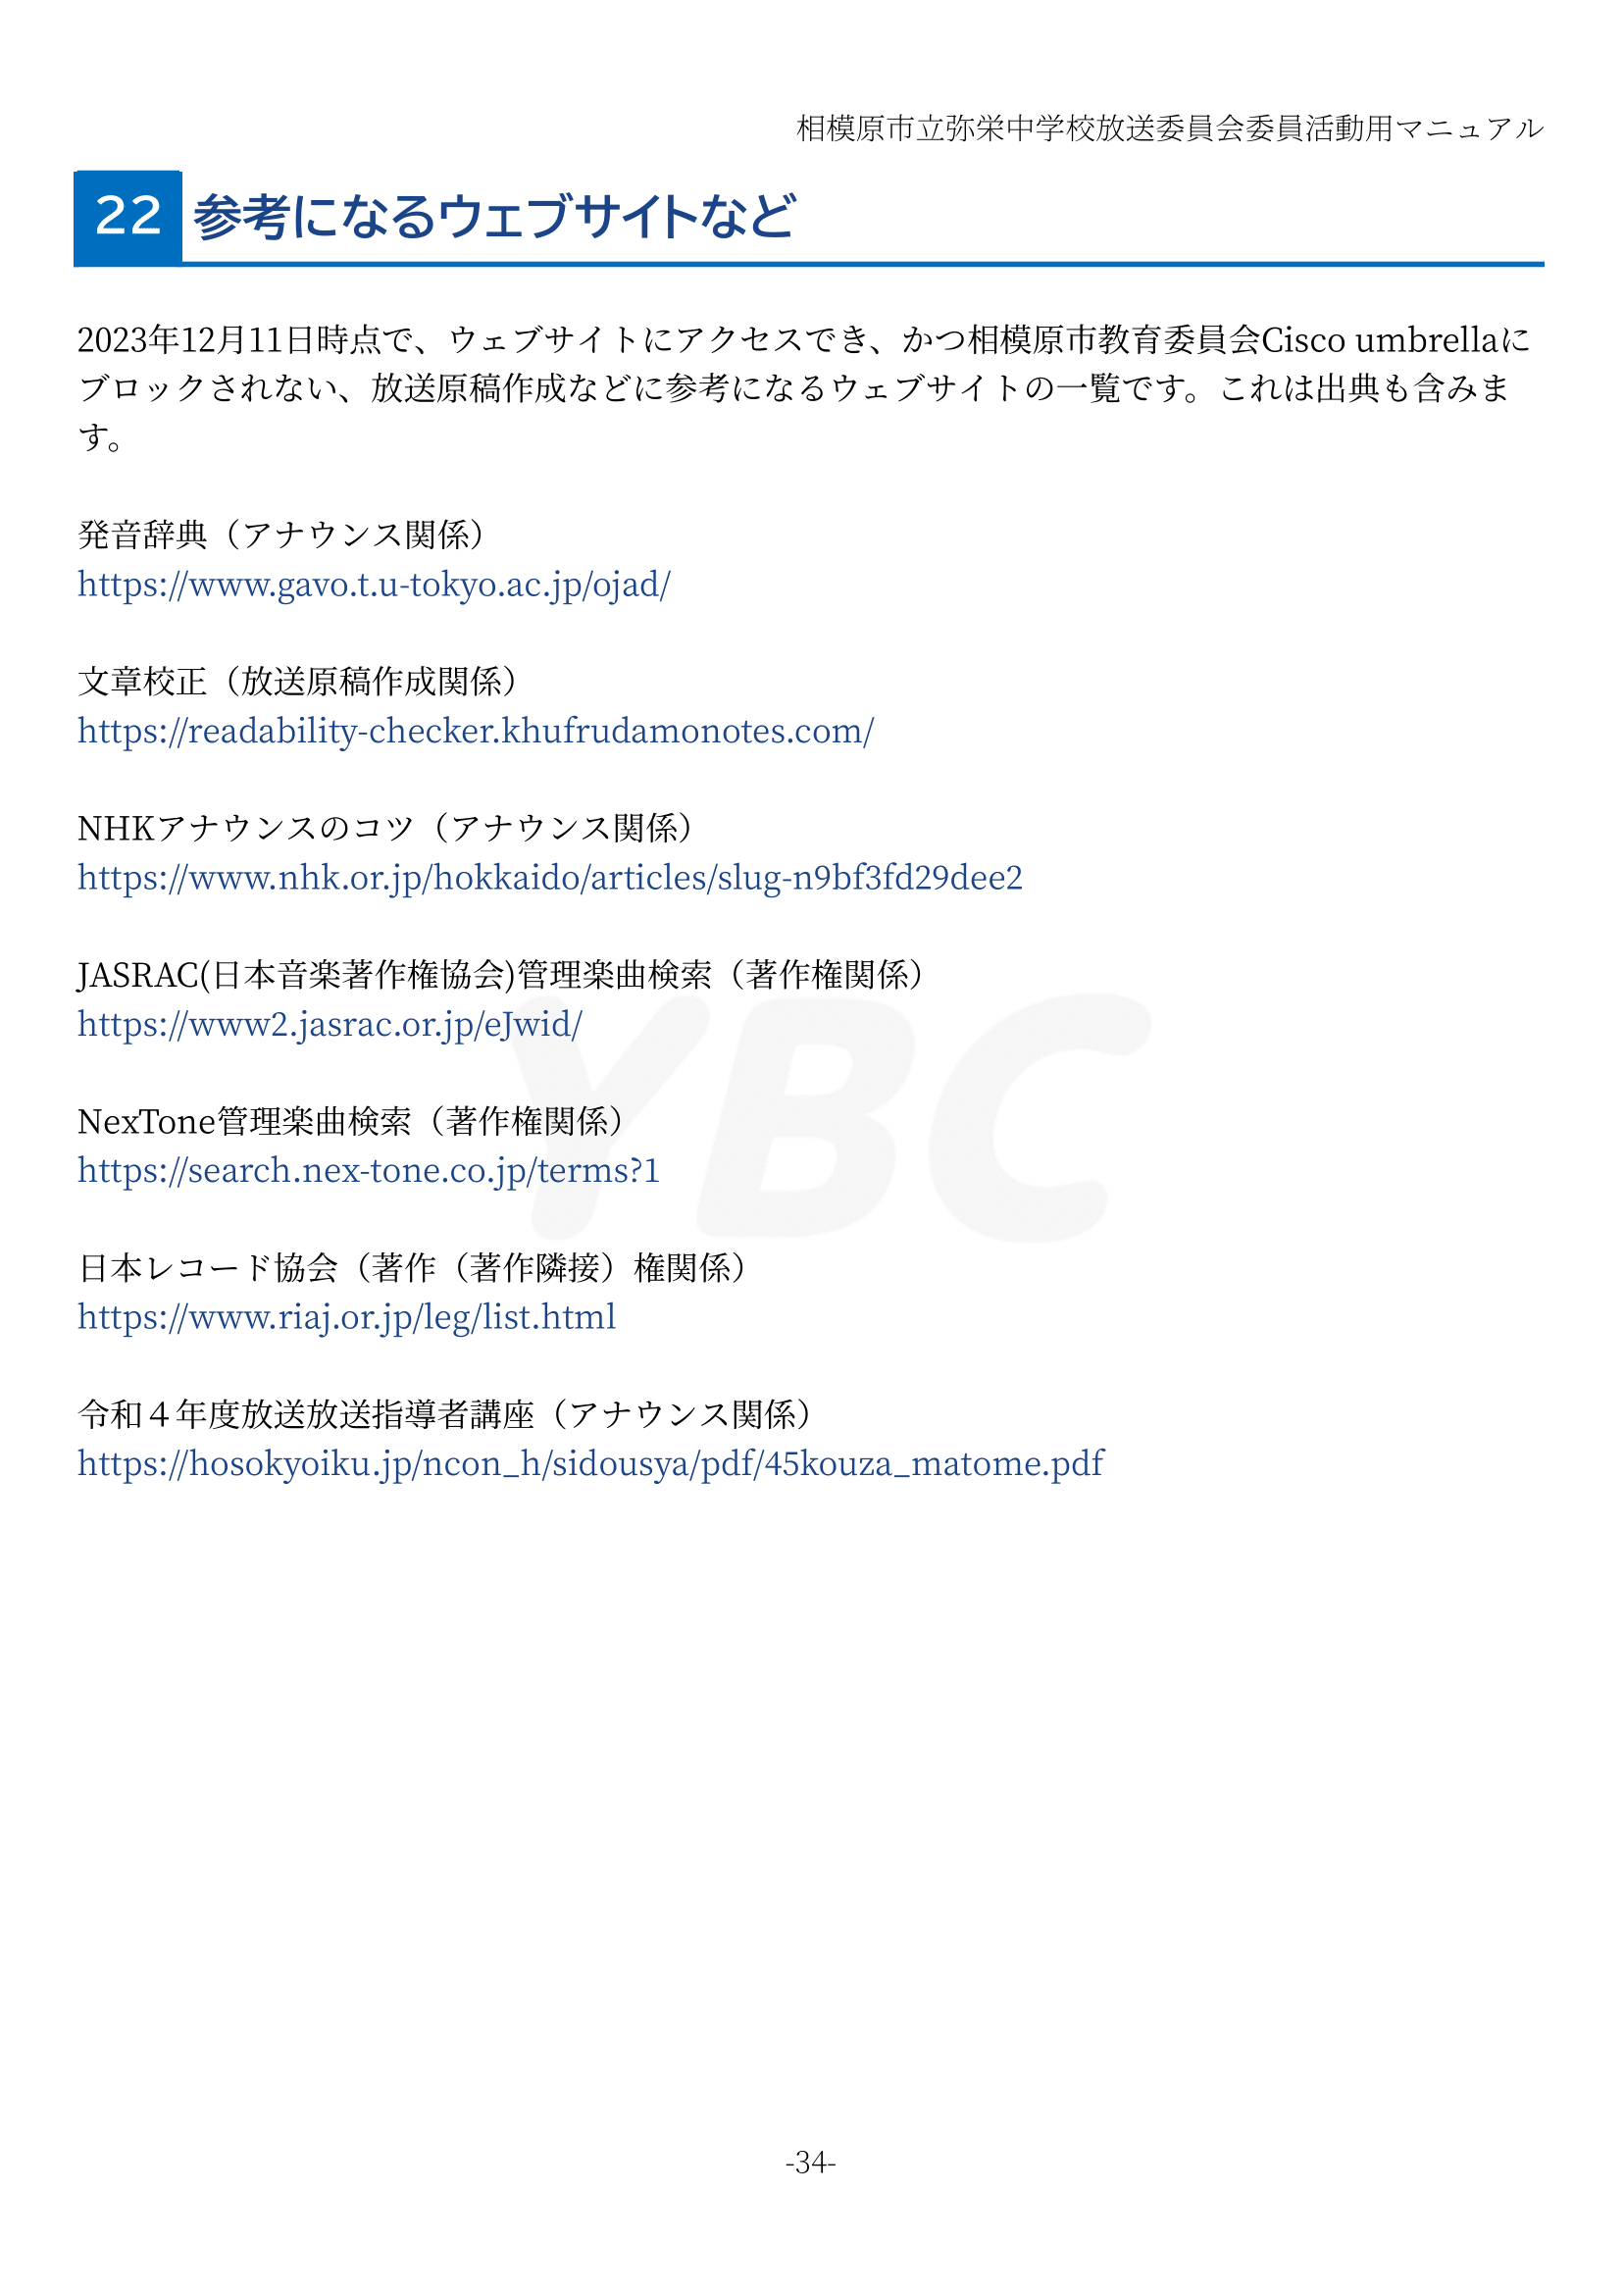 相模原市立弥栄中学校放送委員会委員活動用マニュアル
22 参考になるウェブサイトなど
2023年12月11日時点で、ウェブサイトにアクセスでき、かつ相模原市教育委員会Cisco umbrellaに
ブロックされない、放送原稿作成などに参考になるウェブサイトの一覧です。これは出典も含みま
す。
発音辞典（アナウンス関係）
https://www.gavo.t.u-tokyo.ac.jp/ojad/
文章校正（放送原稿作成関係）
https://readability-checker.khufrudamonotes.com/
NHKアナウンスのコツ（アナウンス関係）
https://www.nhk.or.jp/hokkaido/articles/slug-n9bf3fd29dee2
JASRAC(日本音楽著作権協会)管理楽曲検索（著作権関係）
https://www2.jasrac.or.jp/eJwid/
YBC
NexTone管理楽曲検索（著作権関係）
https://search.nex-tone.co.jp/terms?1
日本レコード協会（著作（著作隣接）権関係）
https://www.riaj.or.jp/leg/list.html
令和４年度放送放送指導者講座（アナウンス関係）
https://hosokyoiku.jp/ncon_h/sidousya/pdf/45kouza_matome.pdf
-34-